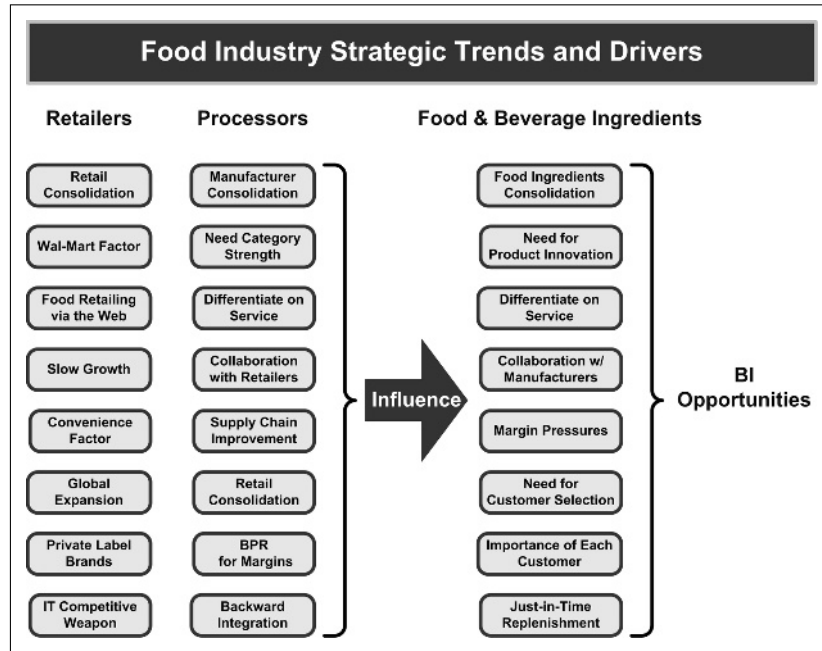 Food Industry Strategic Trends and Drivers
Retailers
Processors
Food & Beverage Ingredients
Retail
Consolidation
Wal-Mart Factor
Food Retailing
via the Web
Slow Growth
Convenience
Factor
Global
Expansion
Private Label
Brands
IT Competitive
Weapon
Manufacturer
Consolidation
Need Category
Strength
Differentiate on
Service
Collaboration
with Retailers
Supply Chain
Improvement
Retail
Consolidation
BPR
for Margins
Backward
Integration
Influence
Food Ingredients
Consolidation
Need for
Product Innovation
Differentiate on
Service
Collaboration w/
Manufacturers
Margin Pressures
Need for
Customer Selection
Importance of Each
Customer
Just-in-Time
Replenishment
BI
Opportunities